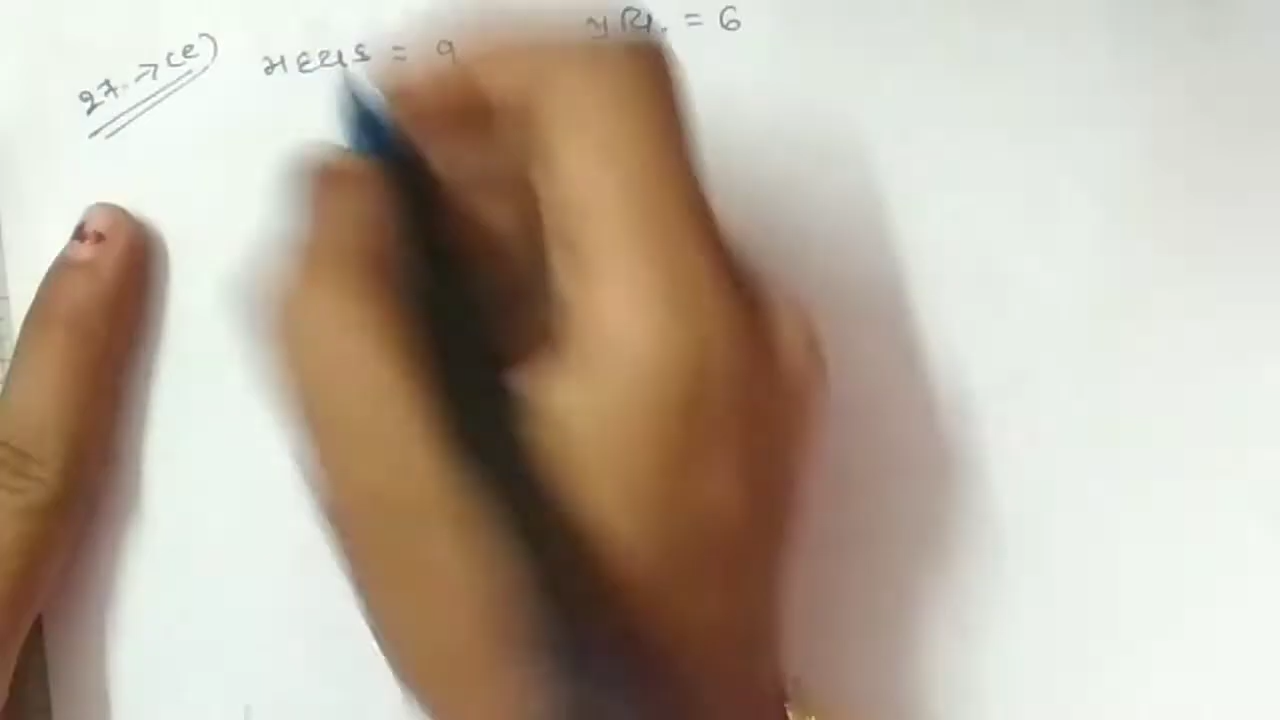 27. → (e) મધ્યક = 9 પ્ર.વિ. = 6